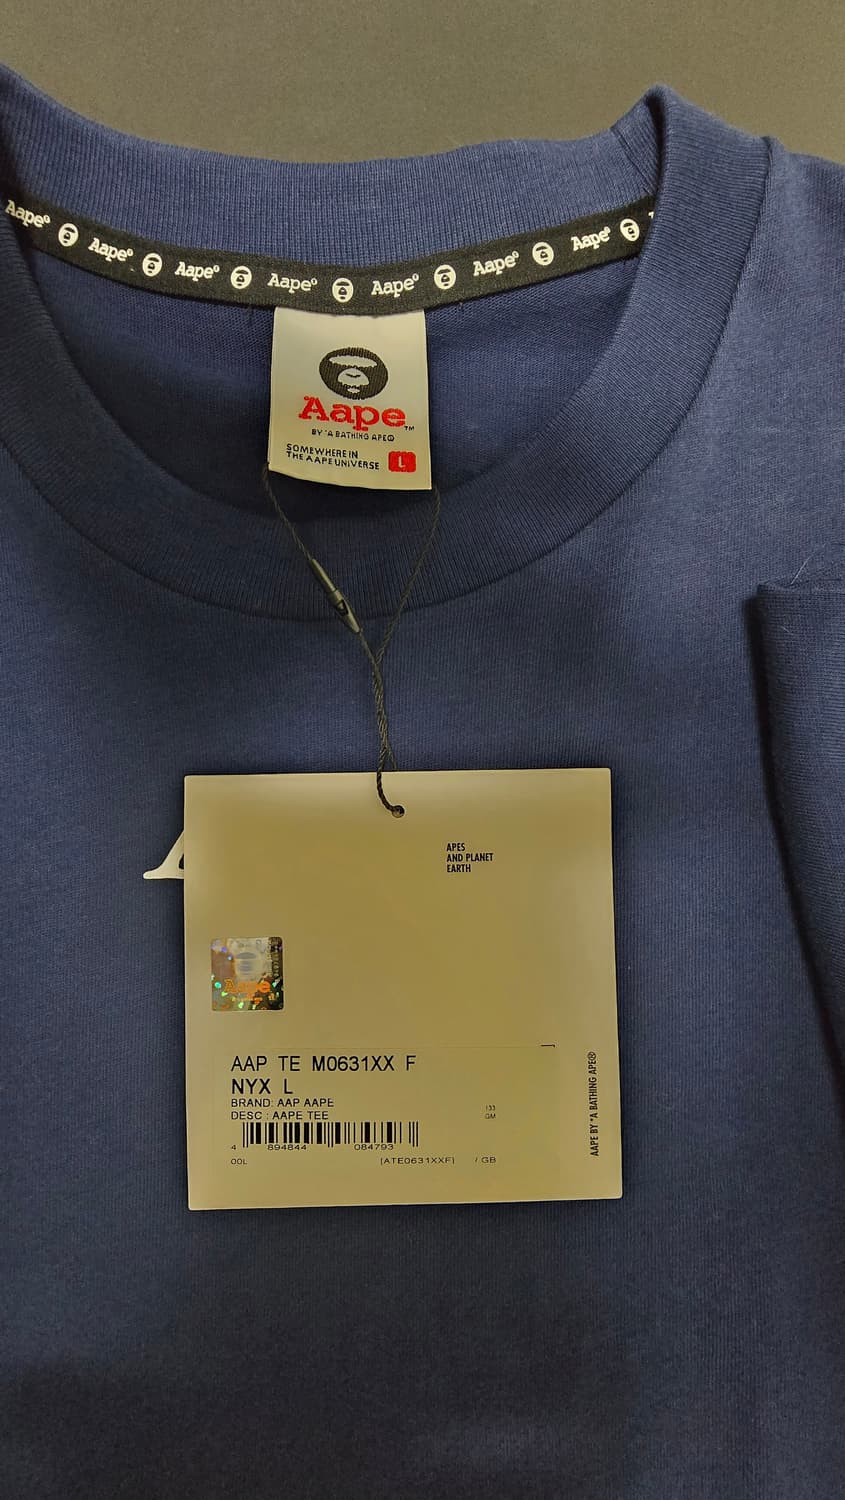 Aape® Aape® Aape® Aape® Aape® Aape® Aape®
Aape™
BY *A BATHING APE®
SOMEWHERE IN
THE AAPE UNIVERSE
L
APES
AND PLANET
EARTH
Aape
AAP TE M0631XX F
NYX L
BRAND: AAP AAPE
DESC : AAPE TEE
133
GM
4 894844 084793
00L (ATE0631XXF) / GB
AAPE BY *A BATHING APE®